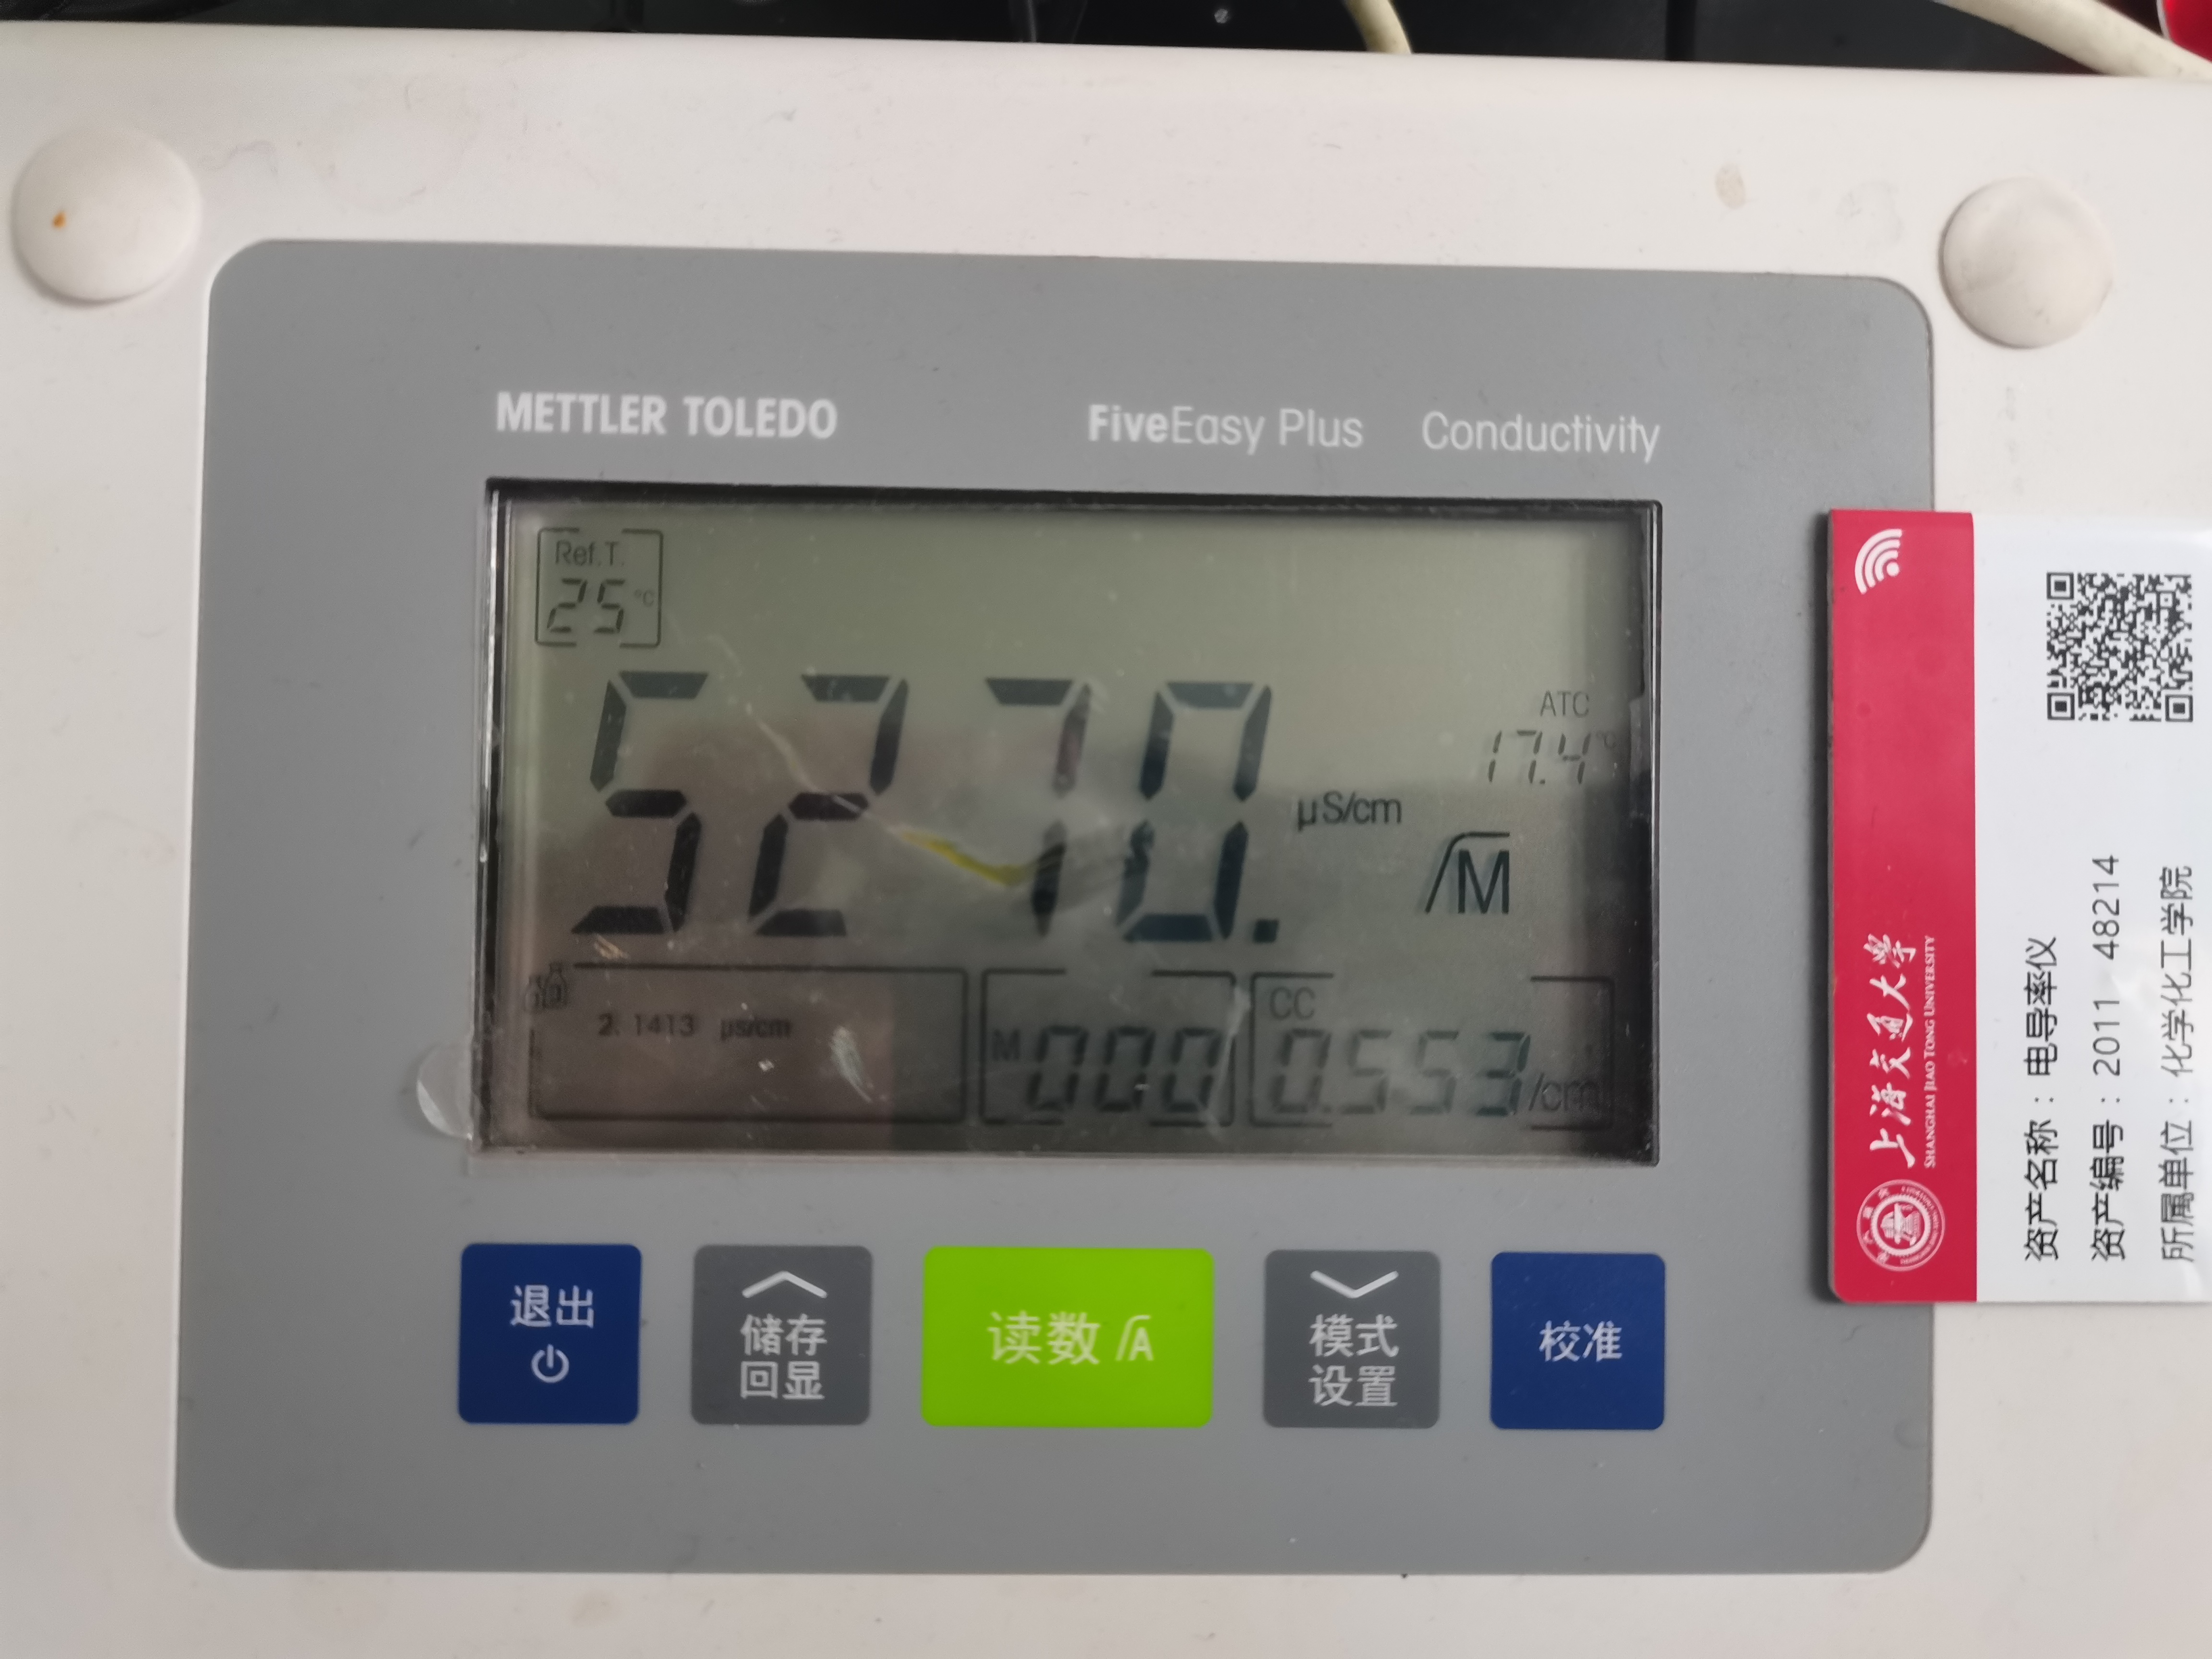 METTLER TOLEDO
FiveEasy Plus Conductivity
Ref.T.
25 °C
5270. µS/cm
ATC
17.4 °C
/M
2. 1413 µs/cm
M 000
CC
0.553 /cm
退出
储存
回显
读数 /A
模式
设置
校准
上海交通大学
SHANGHAI JIAO TONG UNIVERSITY
资产名称：电导率仪
资产编号：2011 48214
所属单位：化学化工学院